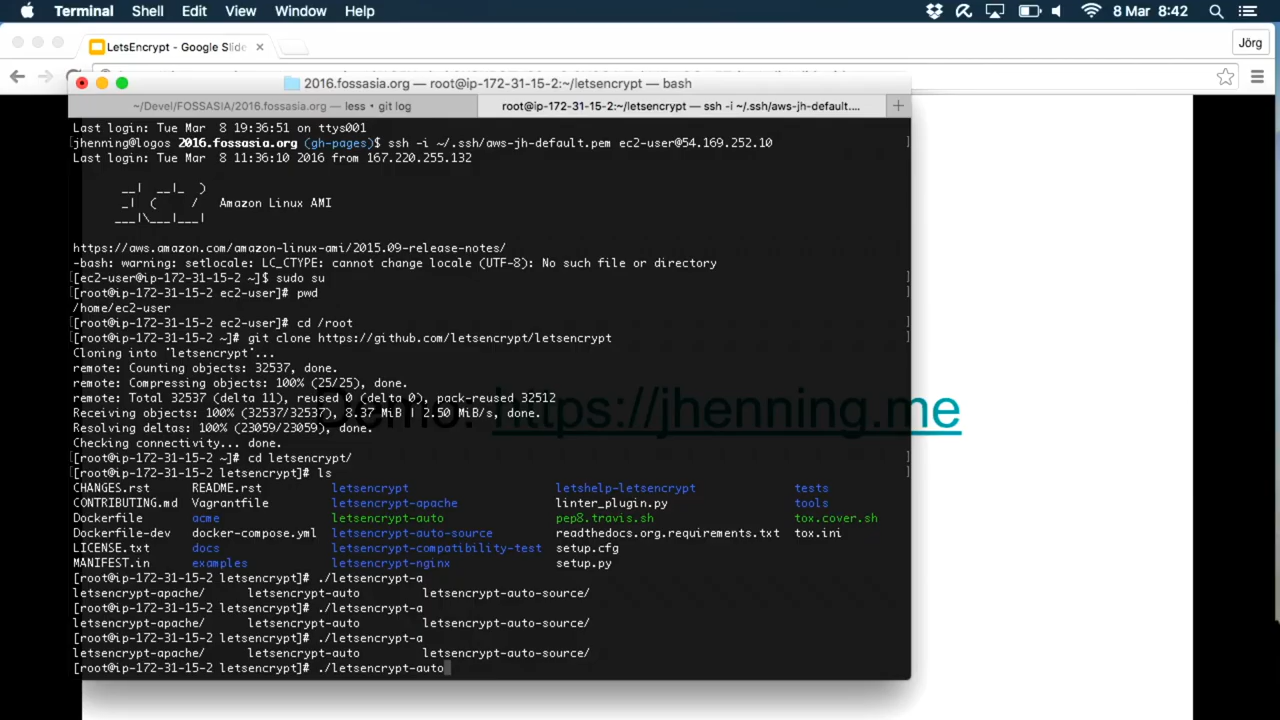 Terminal Shell Edit View Window Help 8 Mar 8:42
LetsEncrypt - Google Slide Jörg
2016.fossasia.org — root@ip-172-31-15-2:~/letsencrypt — bash
~/Devel/FOSSASIA/2016.fossasia.org — less • git log root@ip-172-31-15-2:~/letsencrypt — ssh -i ~/.ssh/aws-jh-default.pem…. +
Last login: Tue Mar  8 19:36:51 on ttys001
[jhenning@logos 2016.fossasia.org (gh-pages)$ ssh -i ~/.ssh/aws-jh-default.pem ec2-user@54.169.252.10 ]
Last login: Tue Mar  8 11:36:10 2016 from 167.220.255.132
       __|  __|_  )
       _|  (     /   Amazon Linux AMI
      ___|\___|___|
https://aws.amazon.com/amazon-linux-ami/2015.09-release-notes/
-bash: warning: setlocale: LC_CTYPE: cannot change locale (UTF-8): No such file or directory
[[ec2-user@ip-172-31-15-2 ~]$ sudo su ]
[[root@ip-172-31-15-2 ec2-user]# pwd ]
/home/ec2-user
[[root@ip-172-31-15-2 ec2-user]# cd /root ]
[[root@ip-172-31-15-2 ~]# git clone https://github.com/letsencrypt/letsencrypt ]
Cloning into 'letsencrypt'...
remote: Counting objects: 32537, done.
remote: Compressing objects: 100% (25/25), done.
remote: Total 32537 (delta 11), reused 0 (delta 0), pack-reused 32512
Receiving objects: 100% (32537/32537), 8.37 MiB | 2.50 MiB/s, done.
Demo: https://jhenning.me
Resolving deltas: 100% (23059/23059), done.
Checking connectivity... done.
[[root@ip-172-31-15-2 ~]# cd letsencrypt/ ]
[[root@ip-172-31-15-2 letsencrypt]# ls ]
CHANGES.rst README.rst letsencrypt letshelp-letsencrypt tests
CONTRIBUTING.md Vagrantfile letsencrypt-apache linter_plugin.py tools
Dockerfile acme letsencrypt-auto pep8.travis.sh tox.cover.sh
Dockerfile-dev docker-compose.yml letsencrypt-auto-source readthedocs.org.requirements.txt tox.ini
LICENSE.txt docs letsencrypt-compatibility-test setup.cfg
MANIFEST.in examples letsencrypt-nginx setup.py
[root@ip-172-31-15-2 letsencrypt]# ./letsencrypt-a
letsencrypt-apache/ letsencrypt-auto letsencrypt-auto-source/
[root@ip-172-31-15-2 letsencrypt]# ./letsencrypt-a
letsencrypt-apache/ letsencrypt-auto letsencrypt-auto-source/
[root@ip-172-31-15-2 letsencrypt]# ./letsencrypt-a
letsencrypt-apache/ letsencrypt-auto letsencrypt-auto-source/
[root@ip-172-31-15-2 letsencrypt]# ./letsencrypt-auto